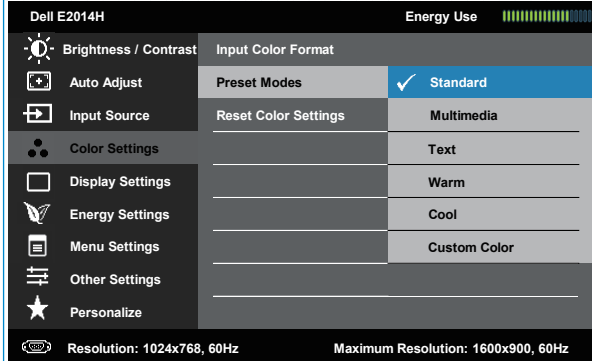 Dell E2014H Energy Use
Brightness / Contrast Input Color Format
Auto Adjust Preset Modes Standard
Input Source Reset Color Settings Multimedia
Color Settings Text
Display Settings Warm
Energy Settings Cool
Menu Settings Custom Color
Other Settings
Personalize
Resolution: 1024x768, 60Hz Maximum Resolution: 1600x900, 60Hz